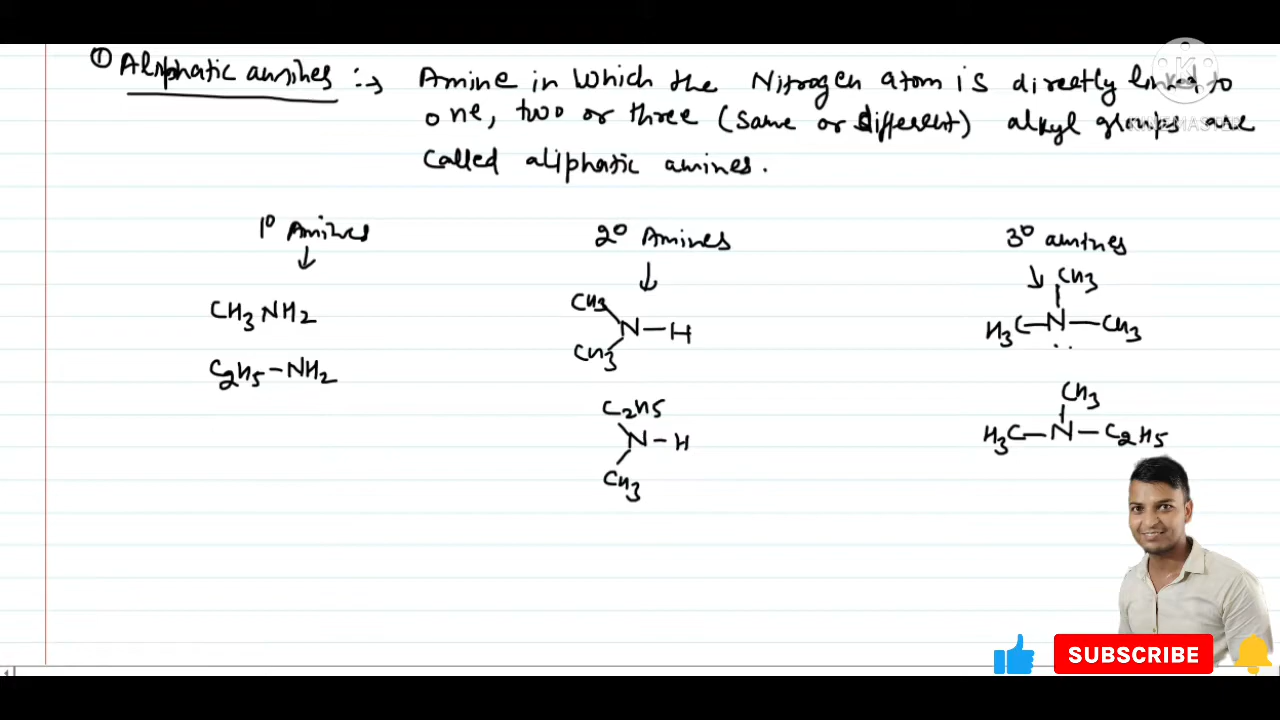 ① Aliphatic amines :→ Amine in which the Nitrogen atom is directly linked to
one, two or three (same or different) alkyl groups are
called aliphatic amines.
1° Amines
2° Amines
3° amines
CH3NH2
C2H5-NH2
CH3
N-H
CH3
C2H5
N-H
CH3
CH3
H3C-N-CH3
CH3
H3C-N-C2H5
KINEMASTER
SUBSCRIBE